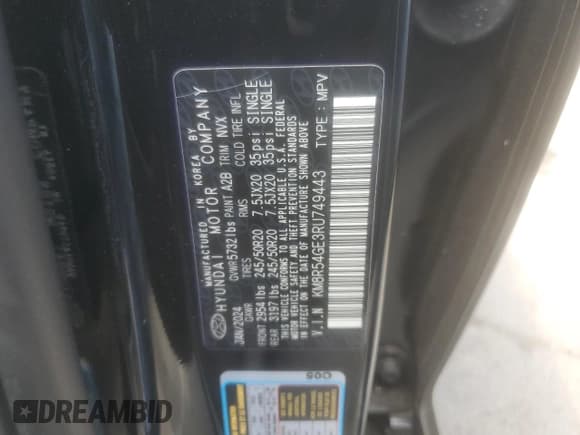 MANUFACTURED IN KOREA BY
HYUNDAI MOTOR COMPANY
JAN/2024 GVWR 5732 lbs PAINT A2B TRIM NVX
GAWR TIRES RMS COLD TIRE INFL
FRONT 2954 lbs 245/50R20 7.5JX20 35psi SINGLE
REAR 3197 lbs 245/50R20 7.5JX20 35psi SINGLE
THIS VEHICLE CONFORMS TO ALL APPLICABLE U.S.A. FEDERAL
MOTOR VEHICLE SAFETY AND THEFT PREVENTION STANDARDS
IN EFFECT ON THE DATE OF MANUFACTURE SHOWN ABOVE.
V.I.N KM8R54GE3RU749443 TYPE : MPV
C05
DREAMBID